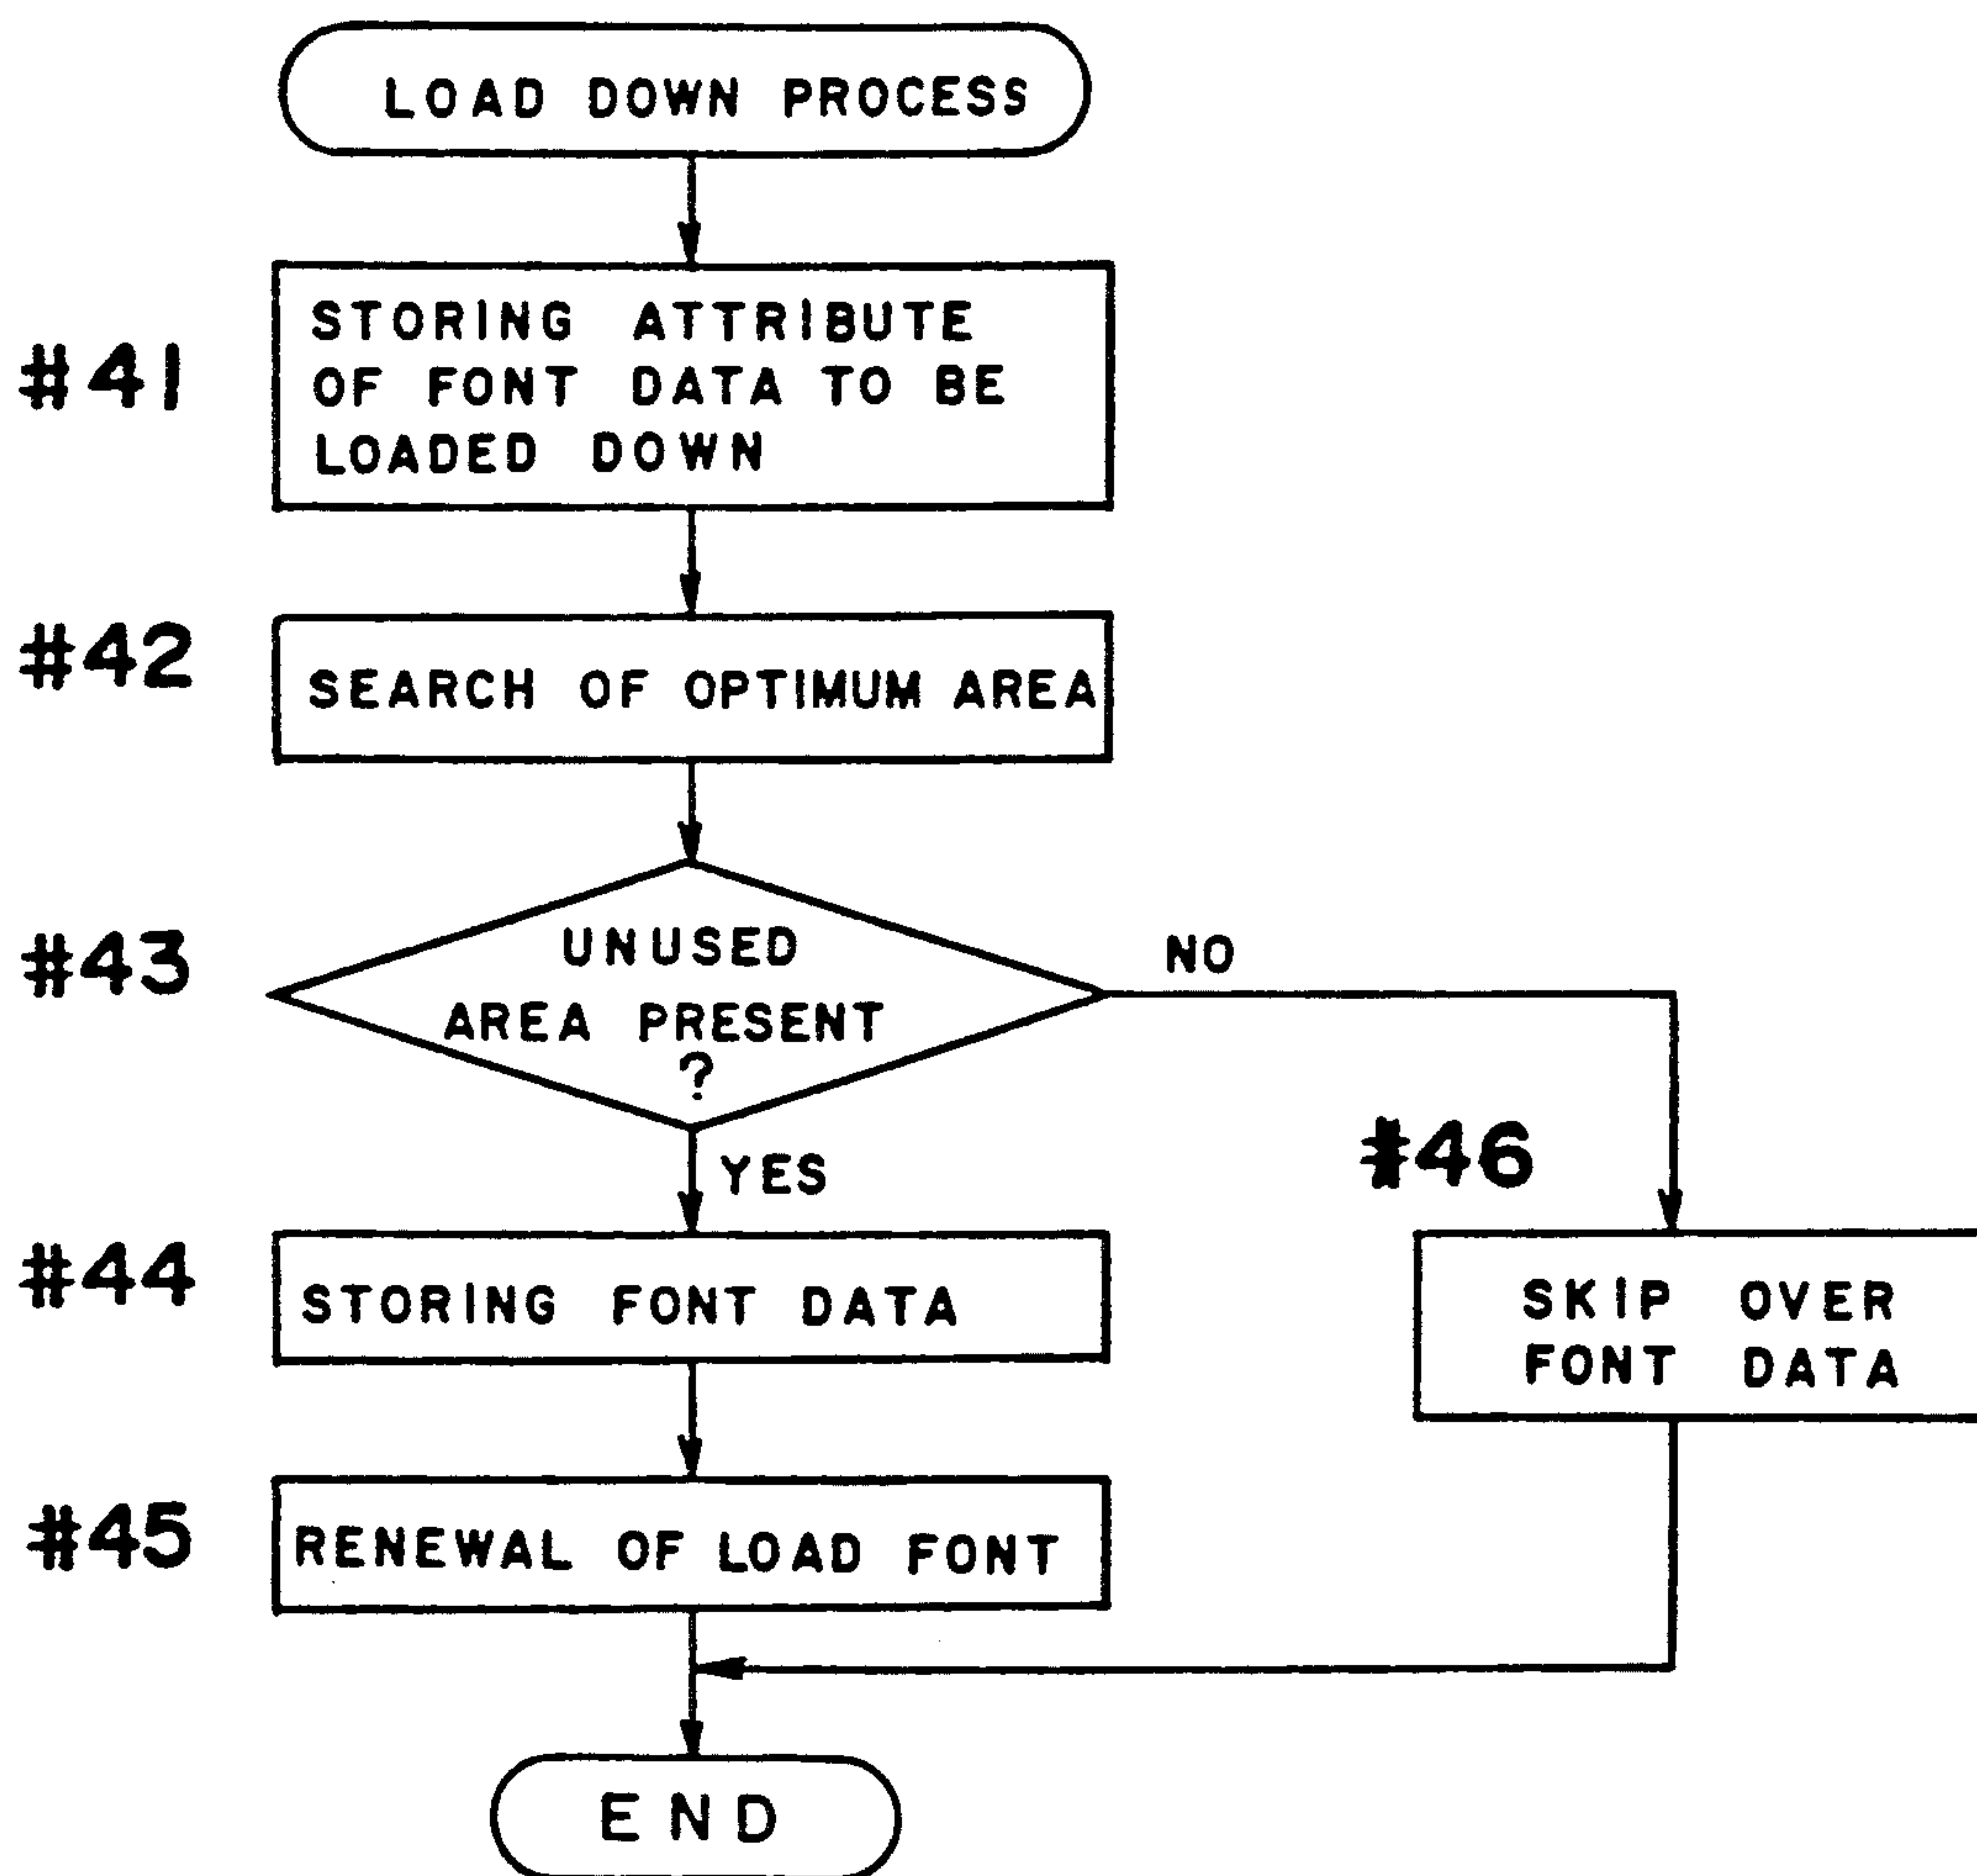 LOAD DOWN PROCESS
#41
STORING ATTRIBUTE
OF FONT DATA TO BE
LOADED DOWN
#42
SEARCH OF OPTIMUM AREA
#43
UNUSED
AREA PRESENT
?
NO
YES
#46
#44
STORING FONT DATA
SKIP OVER
FONT DATA
#45
RENEWAL OF LOAD FONT
END